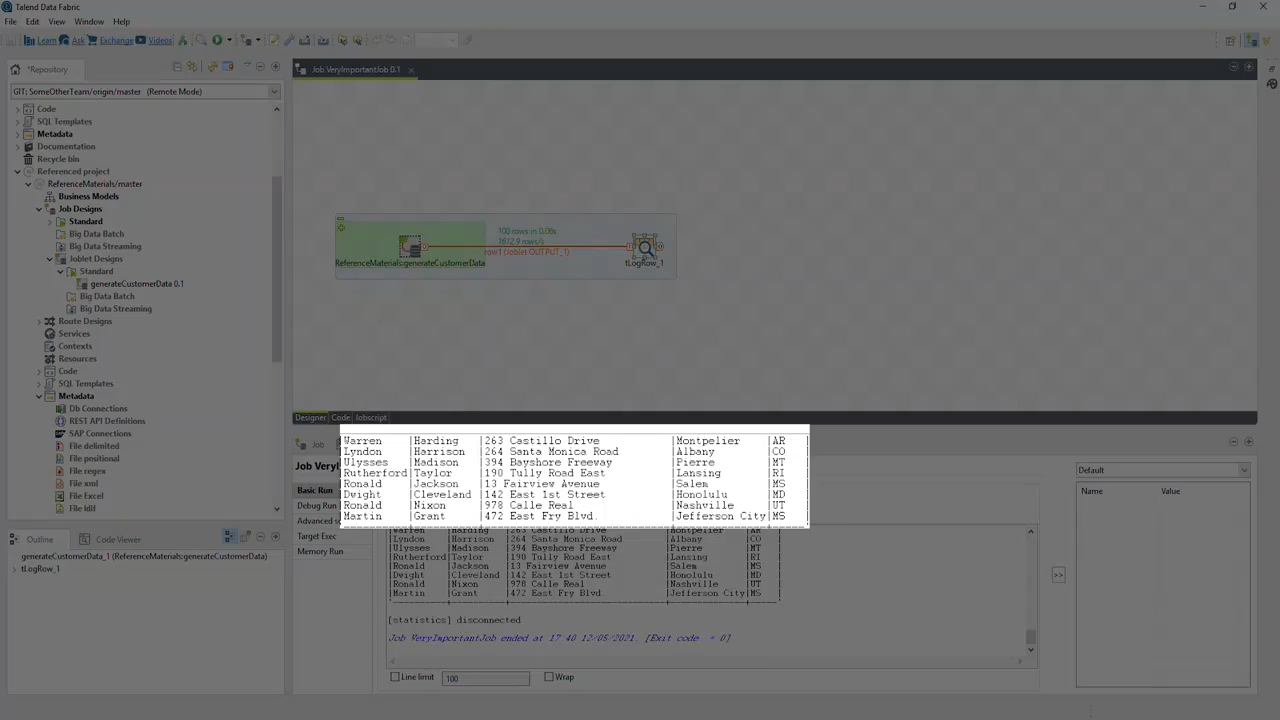 Talend Data Fabric
File Edit View Window Help
Learn Ask Exchange Videos
*Repository
GIT: SomeOtherTeam/origin/master (Remote Mode)
Code
SQL Templates
Metadata
Documentation
Recycle bin
Referenced project
ReferenceMaterials/master
Business Models
Job Designs
Standard
Big Data Batch
Big Data Streaming
Joblet Designs
Standard
generateCustomerData 0.1
Big Data Batch
Big Data Streaming
Route Designs
Services
Contexts
Resources
Code
SQL Templates
Metadata
Db Connections
REST API Definitions
SAP Connections
File delimited
File positional
File regex
File xml
File Excel
File ldif
Outline Code Viewer
generateCustomerData_1 (ReferenceMaterials:generateCustomerData)
tLogRow_1
Job VeryImportantJob 0.1
100 rows in 0.06s
1612.9 rows/s
row1 (Joblet OUTPUT_1)
ReferenceMaterials:generateCustomerData
tLogRow_1
Designer Code Jobscript
Job
Job Very
Basic Run
Debug Run
Advanced s
Target Exec
Memory Run
|Warren |Harding |263 Castillo Drive |Montpelier |AR |
|Lyndon |Harrison |264 Santa Monica Road |Albany |CO |
|Ulysses |Madison |394 Bayshore Freeway |Pierre |MT |
|Rutherford|Taylor |190 Tully Road East |Lansing |RI |
|Ronald |Jackson |13 Fairview Avenue |Salem |MS |
|Dwight |Cleveland |142 East 1st Street |Honolulu |MD |
|Ronald |Nixon |978 Calle Real |Nashville |UT |
|Martin |Grant |472 East Fry Blvd. |Jefferson City|MS |
|Warren |Harding |263 Castillo Drive |Montpelier |AR |
|Lyndon |Harrison |264 Santa Monica Road |Albany |CO |
|Ulysses |Madison |394 Bayshore Freeway |Pierre |MT |
|Rutherford|Taylor |190 Tully Road East |Lansing |RI |
|Ronald |Jackson |13 Fairview Avenue |Salem |MS |
|Dwight |Cleveland |142 East 1st Street |Honolulu |MD |
|Ronald |Nixon |978 Calle Real |Nashville |UT |
|Martin |Grant |472 East Fry Blvd. |Jefferson City|MS |
[statistics] disconnected
Job VeryImportantJob ended at 17:40 12/05/2021. [Exit code = 0]
Line limit 100 Wrap
Default
Name Value
>>